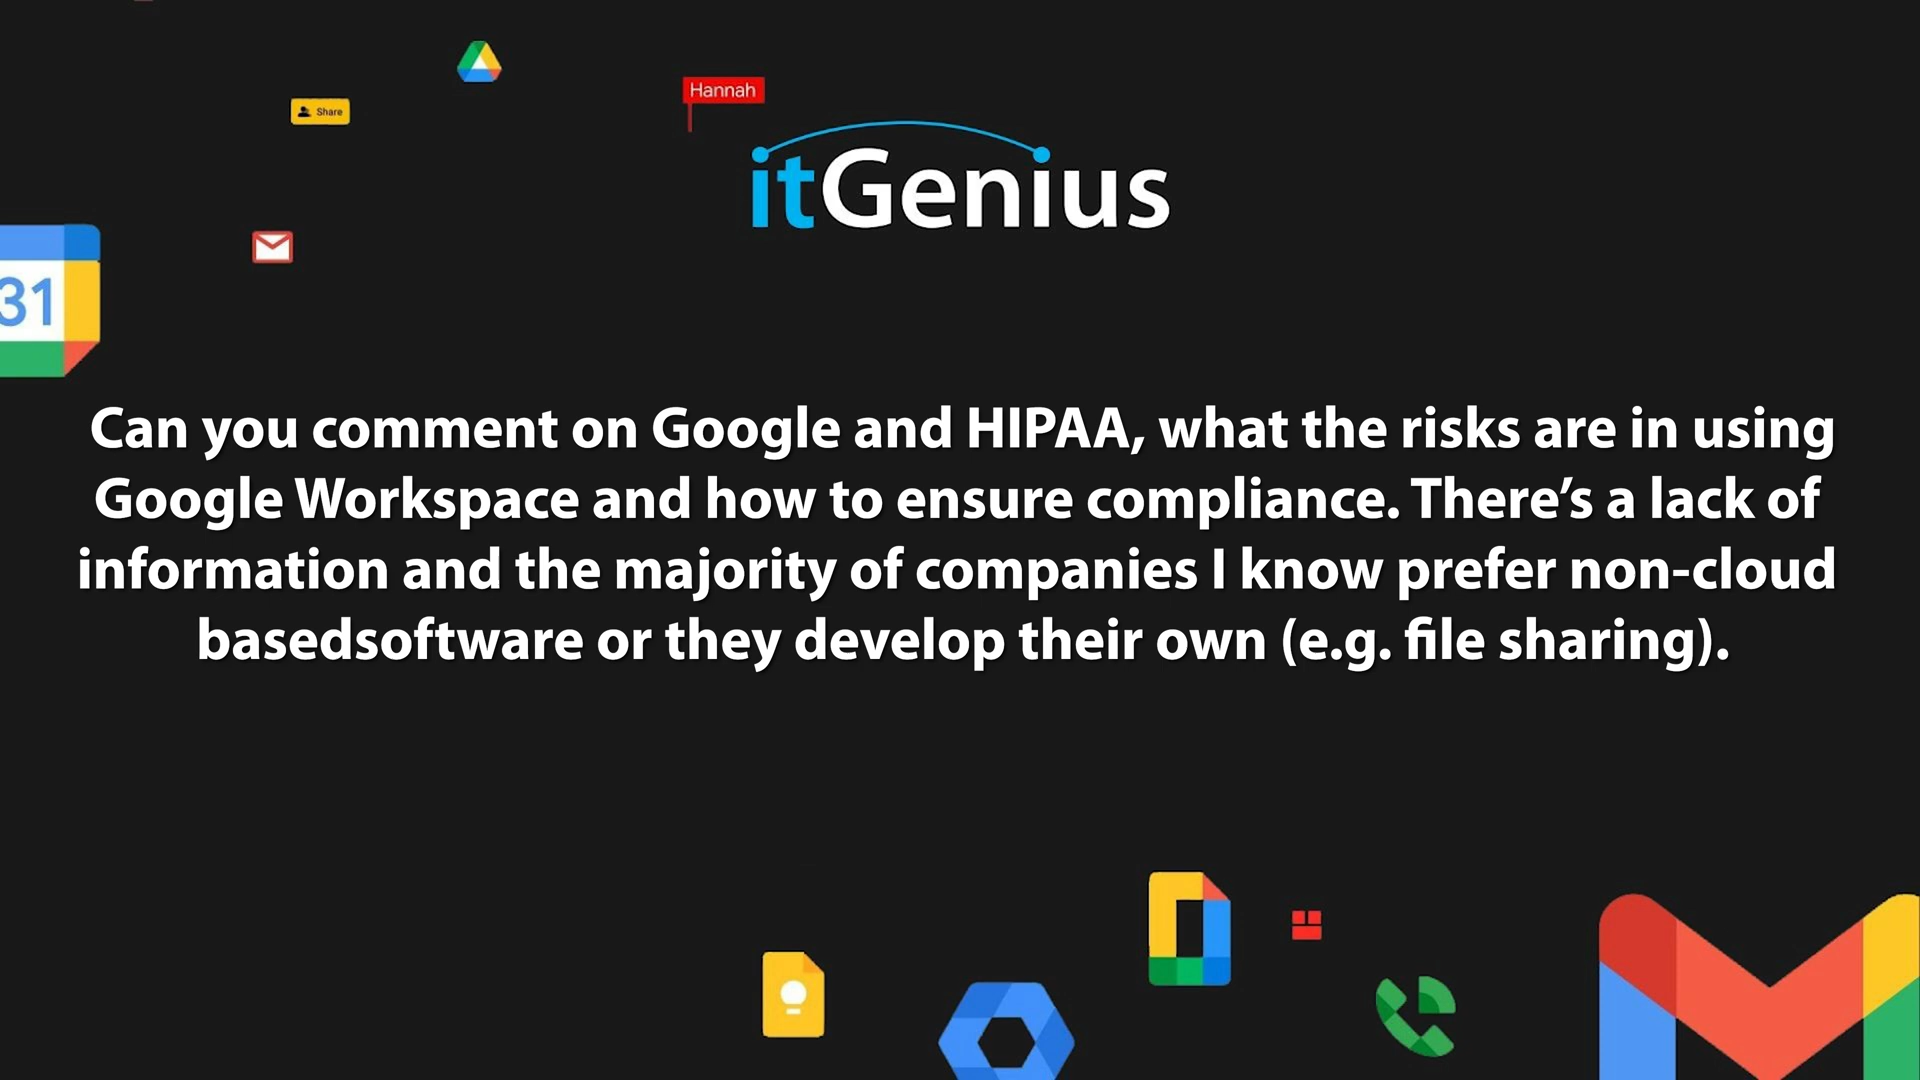 Hannah
Share
itGenius
31
Can you comment on Google and HIPAA, what the risks are in using
Google Workspace and how to ensure compliance. There’s a lack of
information and the majority of companies I know prefer non-cloud
basedsoftware or they develop their own (e.g. file sharing).